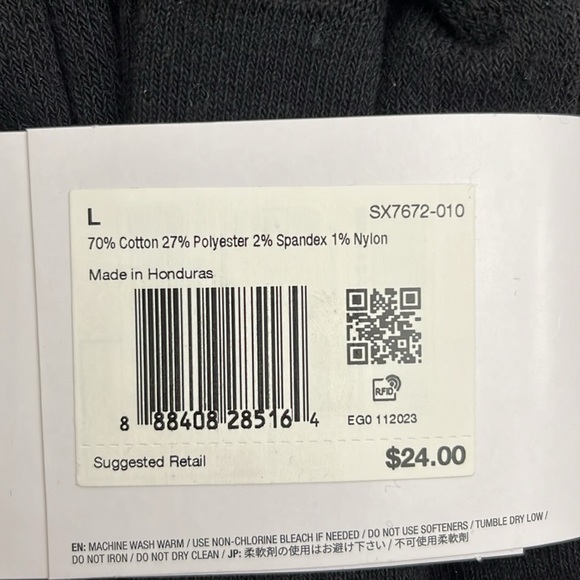 L SX7672-010
70% Cotton 27% Polyester 2% Spandex 1% Nylon
Made in Honduras
RFID
8 88408 28516 4 EG0 112023
Suggested Retail $24.00
EN: MACHINE WASH WARM / USE NON-CHLORINE BLEACH IF NEEDED / DO NOT USE SOFTENERS / TUMBLE DRY LOW /
DO NOT IRON / DO NOT DRY CLEAN / JP: 柔軟剤の使用はお避け下さい / 不可使用柔顺剂